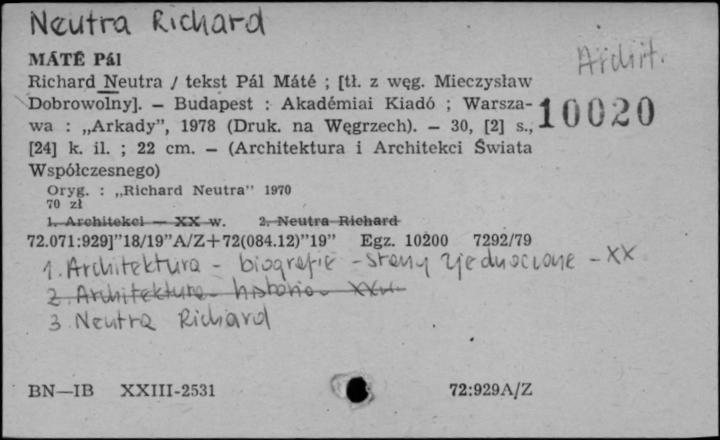 Neutra Richard
MÁTÉ Pál
Archit.
Richard Neutra / tekst Pál Máté ; [tł. z węg. Mieczysław
Dobrowolny]. — Budapest : Akadémiai Kiadó ; Warsza-
10020
wa : „Arkady”, 1978 (Druk. na Węgrzech). — 30, [2] s.,
[24] k. il. ; 22 cm. — (Architektura i Architekci Świata
Współczesnego)
Oryg. : „Richard Neutra” 1970
70 zł
1. Architekci — XX w. 2. Neutra Richard
72.071:929]”18/19”A/Z+72(084.12)”19” Egz. 10200 7292/79
1. Architektura - biografie - Stany Zjednoczone - XX
2. Architektura - historia - XX w.
3 Neutra Richard
BN—IB XXIII-2531 72:929A/Z